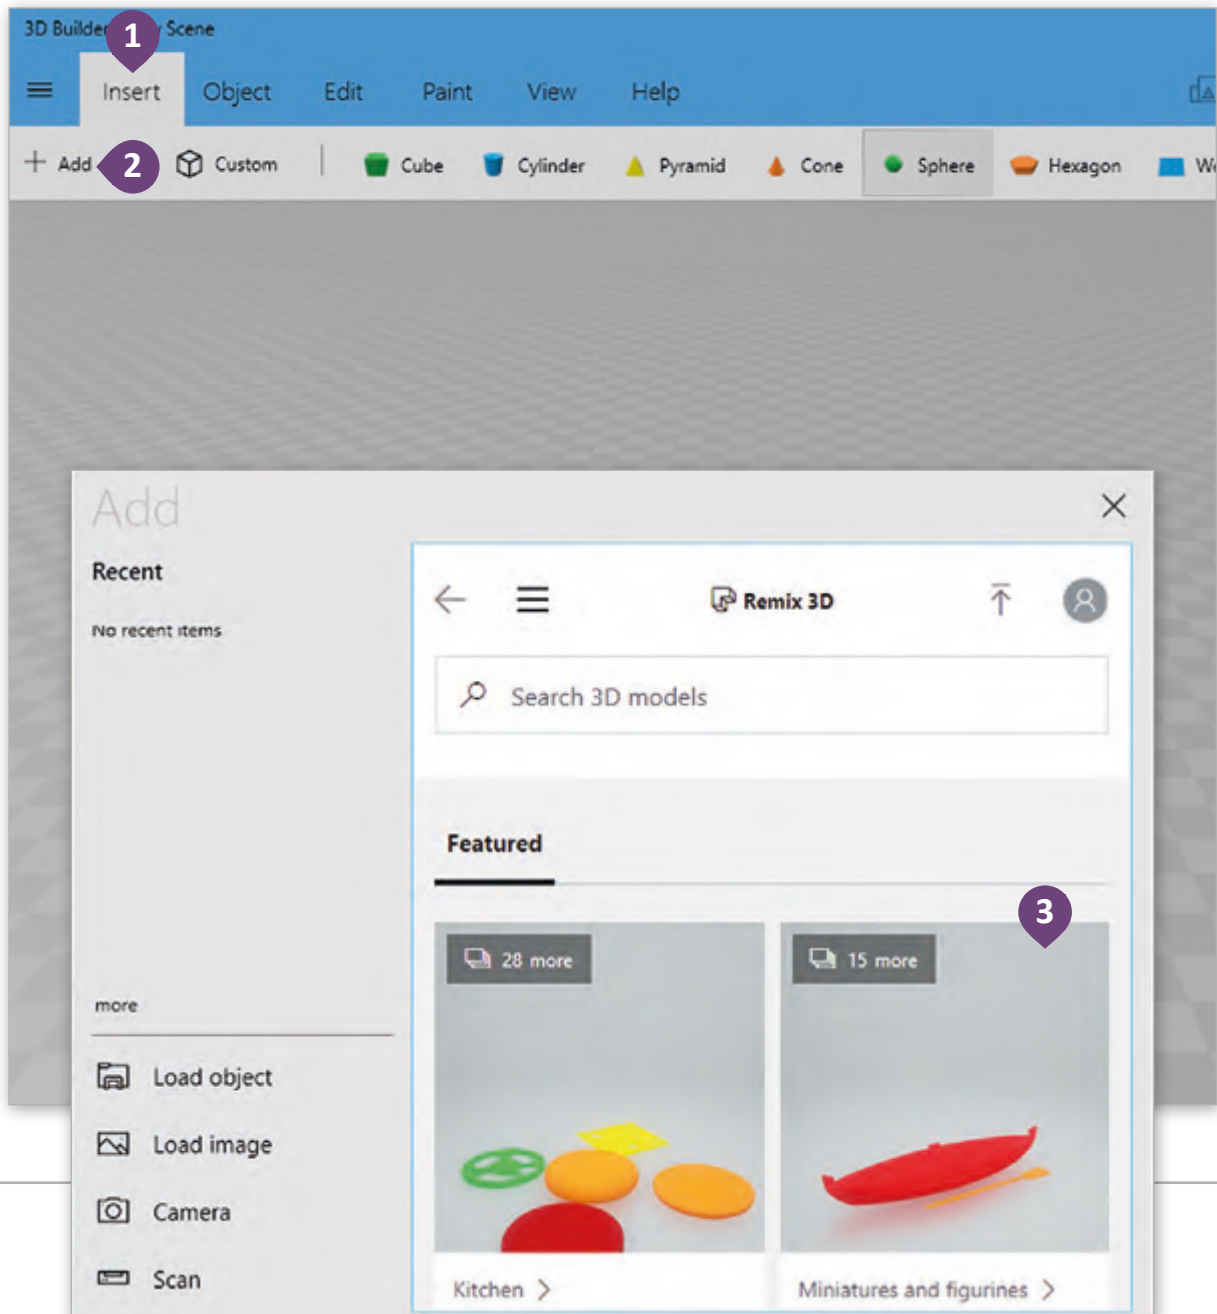 3D Builder Scene
1
Insert Object Edit Paint View Help
Add 2 Custom Cube Cylinder Pyramid Cone Sphere Hexagon
Add
Recent
No recent items
Remix 3D
Search 3D models
Featured
3
28 more
15 more
more
Load object
Load image
Camera
Scan
Kitchen
Miniatures and figurines